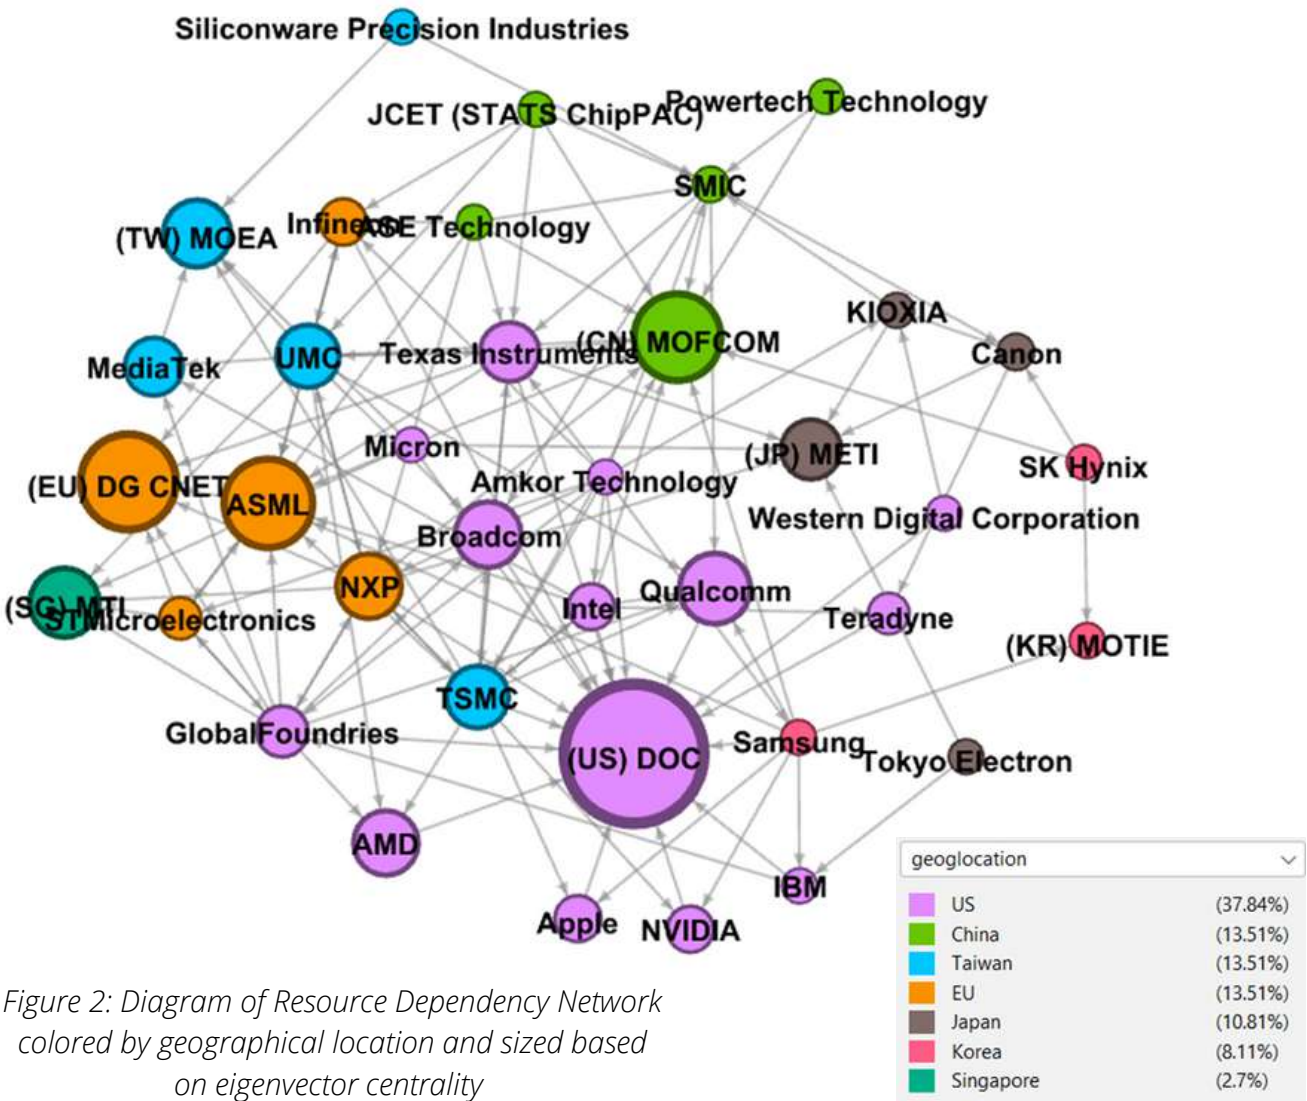 Siliconware Precision Industries
JCET (STATS ChipPAC)
Powertech Technology
SMIC
(TW) MOEA
Infineon
ASE Technology
KIOXIA
MediaTek
UMC
Texas Instruments
(CN) MOFCOM
Canon
Micron
(JP) METI
SK Hynix
(EU) DG CNET
ASML
Amkor Technology
Western Digital Corporation
Broadcom
NXP
Intel
Qualcomm
(SG) MTI
STMicroelectronics
Teradyne
(KR) MOTIE
TSMC
GlobalFoundries
(US) DOC
Samsung
Tokyo Electron
AMD
IBM
Apple
NVIDIA
geoglocation
US (37.84%)
China (13.51%)
Taiwan (13.51%)
EU (13.51%)
Japan (10.81%)
Korea (8.11%)
Singapore (2.7%)
Figure 2: Diagram of Resource Dependency Network
colored by geographical location and sized based
on eigenvector centrality